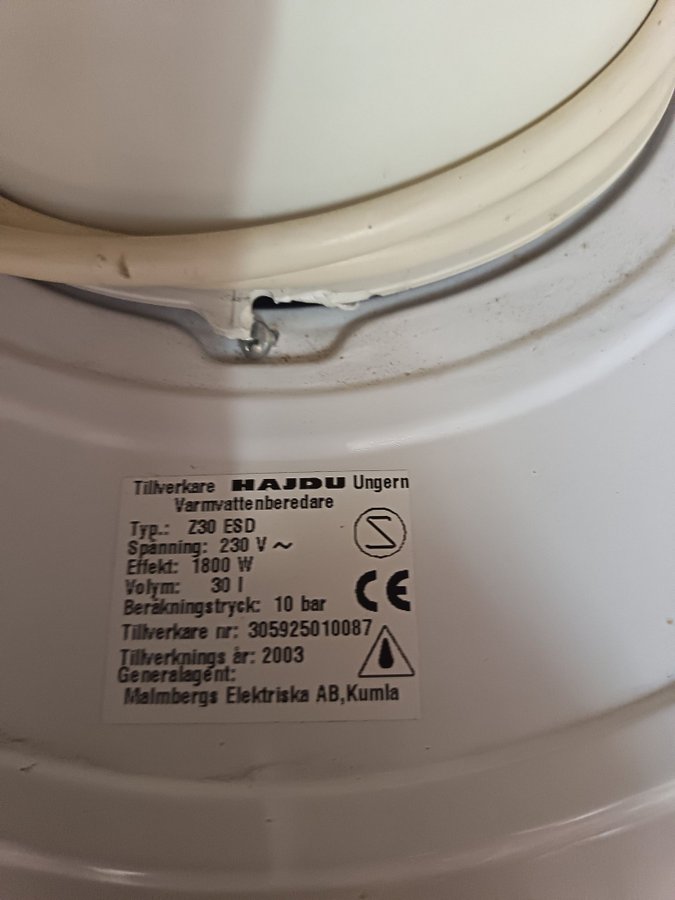 Tillverkare HAJDU Ungern
Varmvattenberedare
Typ.: Z30 ESD
Spänning: 230 V ~
Effekt: 1800 W
Volym: 30 l
Beräkningstryck: 10 bar
Tillverkare nr: 305925010087
Tillverknings år: 2003
Generalagent:
Malmbergs Elektriska AB,Kumla
S
CE